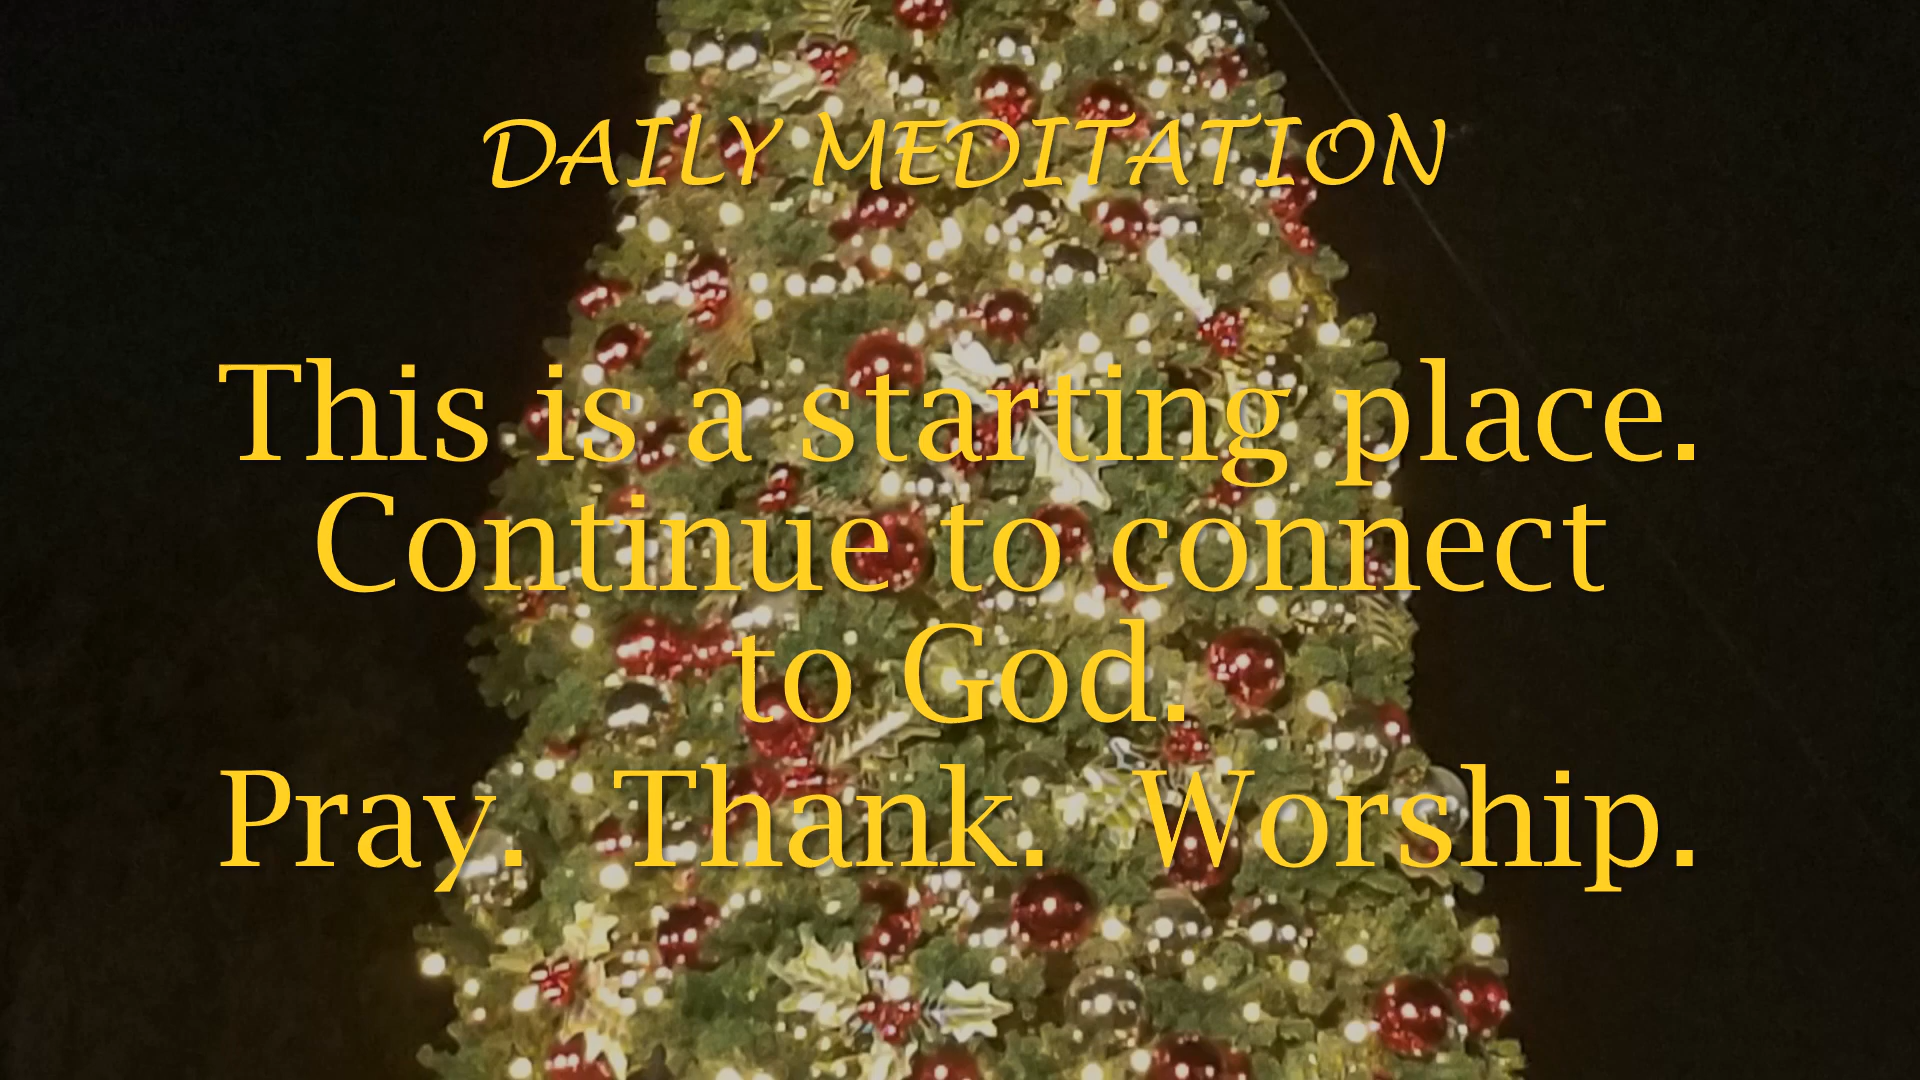 DAILY MEDITATION
This is a starting place.
Continue to connect
to God.
Pray. Thank. Worship.